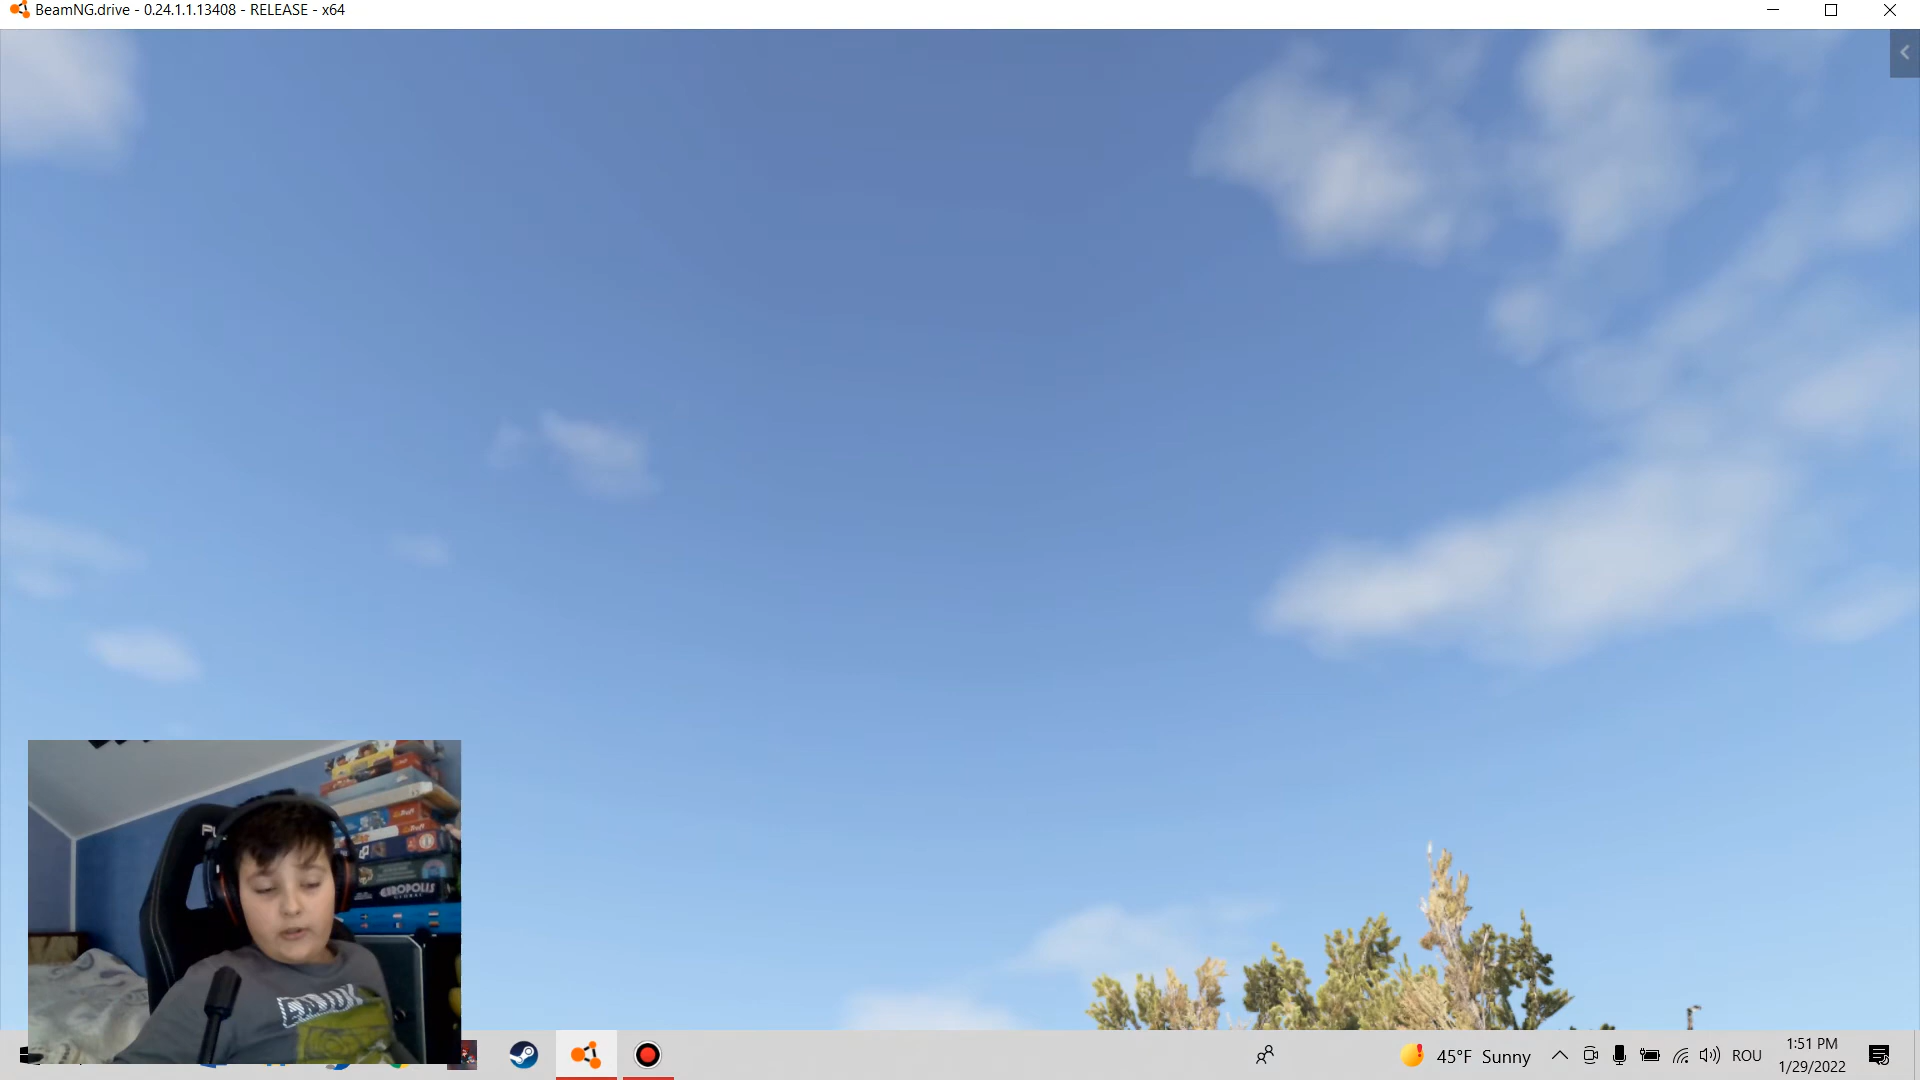 BeamNG.drive - 0.24.1.1.13408 - RELEASE - x64
EUROPOLIS
45°F Sunny
ROU
1:51 PM
1/29/2022